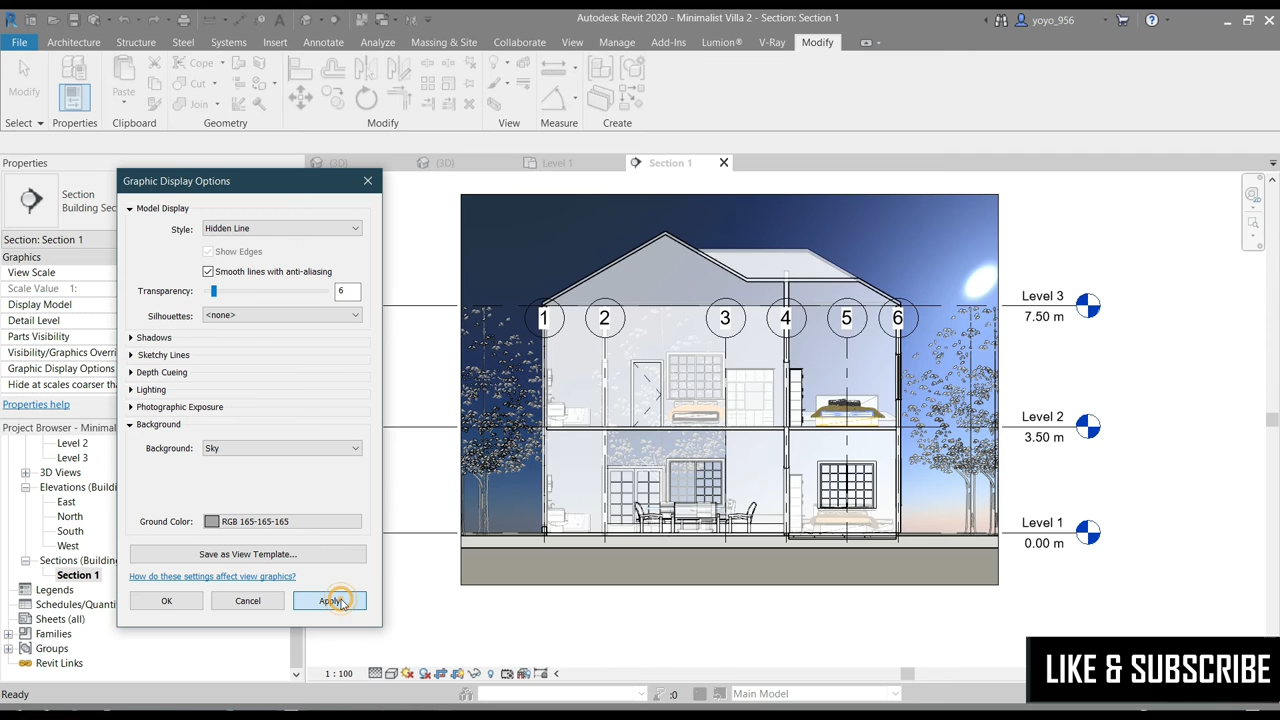 Autodesk Revit 2020 - Minimalist Villa 2 - Section: Section 1
yoyo_956
File Architecture Structure Steel Systems Insert Annotate Analyze Massing & Site Collaborate View Manage Add-Ins Lumion® V-Ray Modify
Modify
Paste
Cope
Cut
Join
Select Properties Clipboard Geometry Modify View Measure Create
Properties
{3D}
{3D}
Level 1
Section 1
Section
Building Sec
Section: Section 1
Graphics
View Scale
Scale Value 1:
Display Model
Detail Level
Parts Visibility
Visibility/Graphics Overri
Graphic Display Options
Hide at scales coarser tha
Properties help
Project Browser - Minimal
Level 2
Level 3
3D Views
Elevations (Buildi
East
North
South
West
Sections (Building
Section 1
Legends
Schedules/Quanti
Sheets (all)
Families
Groups
Revit Links
Graphic Display Options
Model Display
Style: Hidden Line
Show Edges
Smooth lines with anti-aliasing
Transparency: 6
Silhouettes: <none>
Shadows
Sketchy Lines
Depth Cueing
Lighting
Photographic Exposure
Background
Background: Sky
Ground Color: RGB 165-165-165
Save as View Template...
How do these settings affect view graphics?
OK Cancel Apply
1 2 3 4 5 6
Level 3
7.50 m
Level 2
3.50 m
Level 1
0.00 m
1 : 100
Ready
:0
Main Model
LIKE & SUBSCRIBE